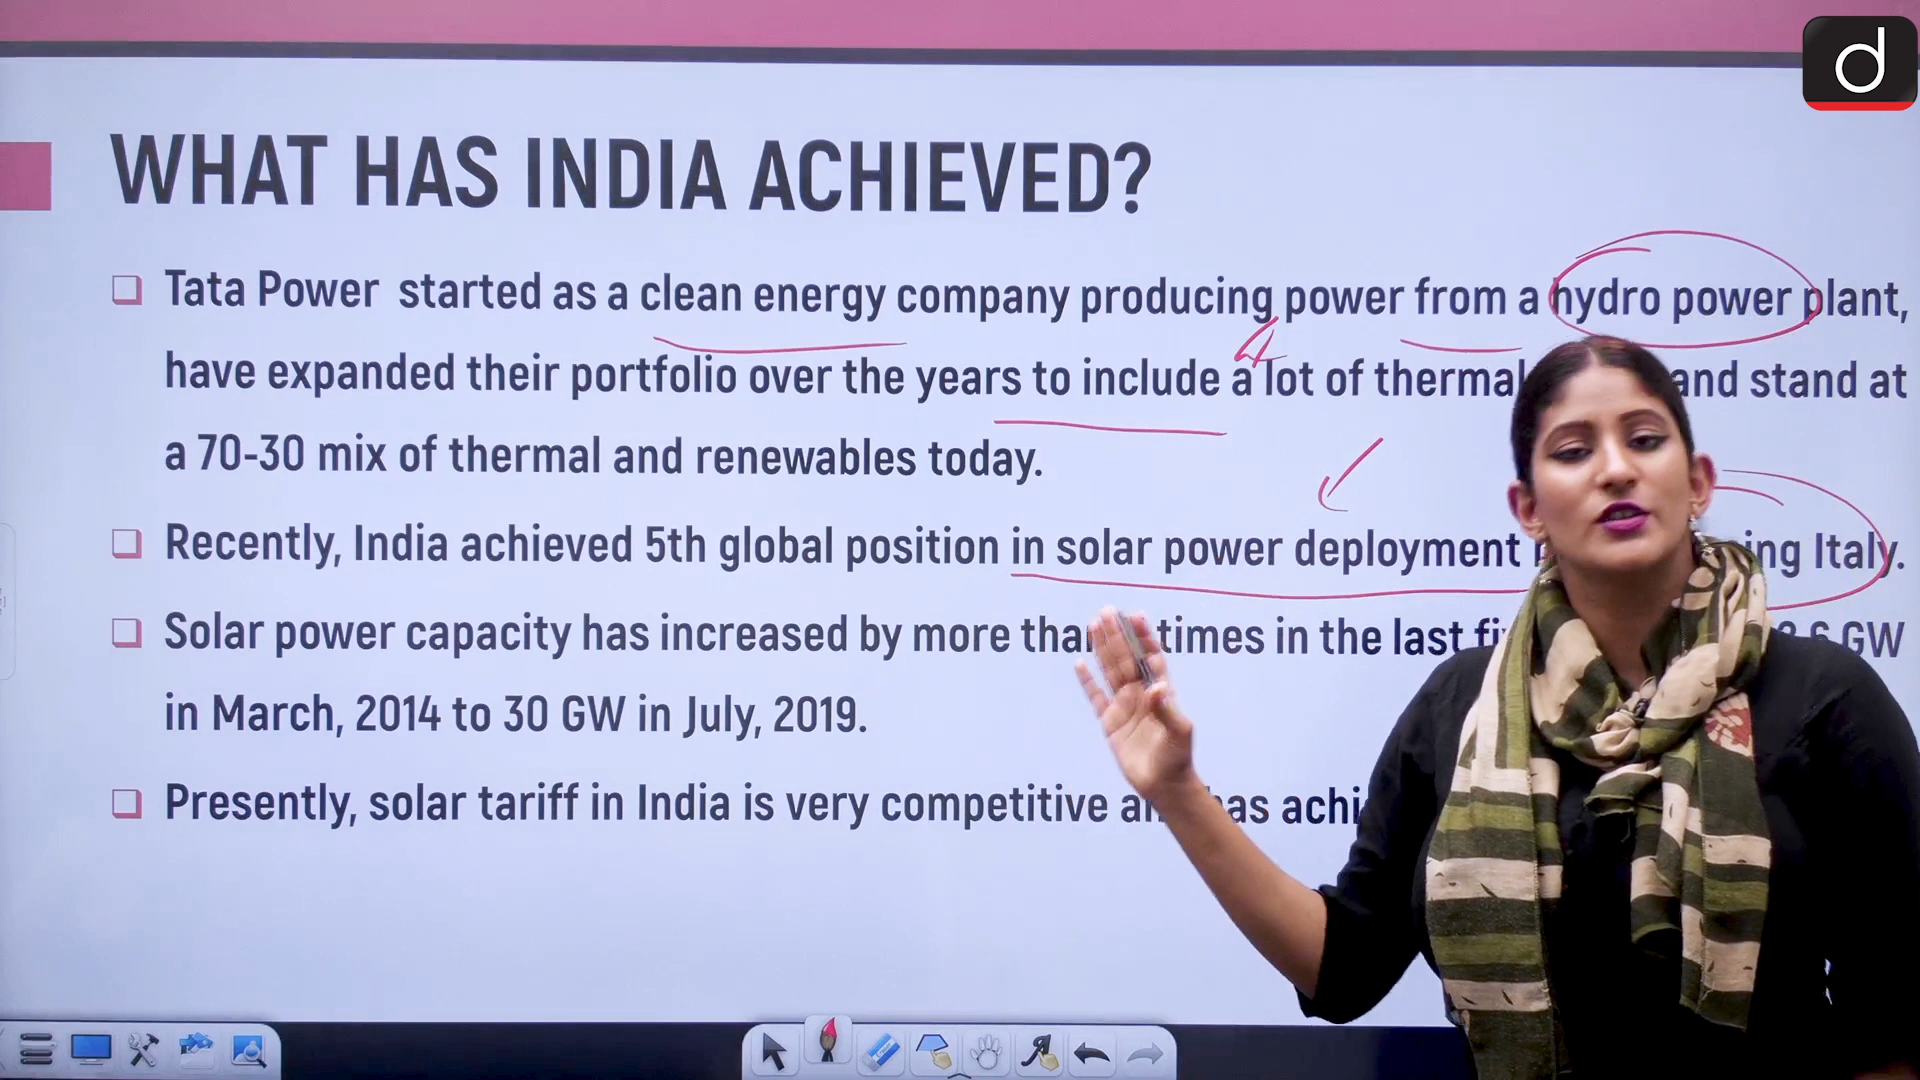 d
WHAT HAS INDIA ACHIEVED?
Tata Power started as a clean energy company producing power from a hydro power plant,
4
have expanded their portfolio over the years to include a lot of thermal and stand at
a 70-30 mix of thermal and renewables today.
Recently, India achieved 5th global position in solar power deployment Italy.
Solar power capacity has increased by more than times in the last GW
in March, 2014 to 30 GW in July, 2019.
Presently, solar tariff in India is very competitive and has